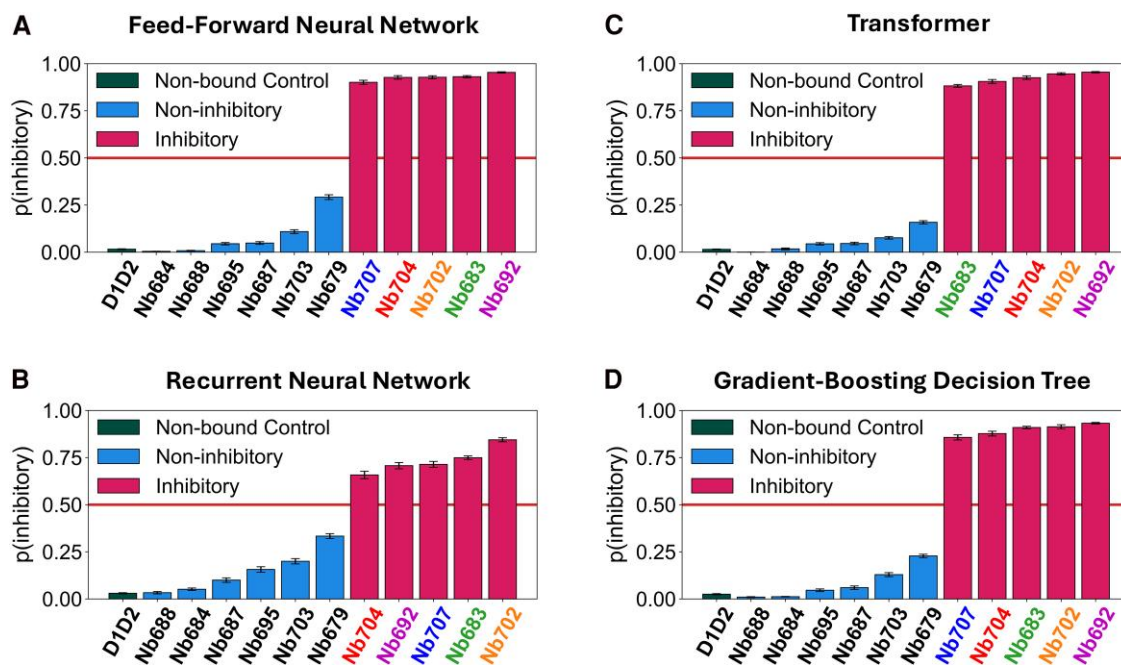 A
Feed-Forward Neural Network
1.00
0.75
0.50
0.25
0.00
p(inhibitory)
Non-bound Control
Non-inhibitory
Inhibitory
D1D2
Nb684
Nb688
Nb695
Nb687
Nb703
Nb679
Nb707
Nb704
Nb702
Nb683
Nb692
B
Recurrent Neural Network
1.00
0.75
0.50
0.25
0.00
p(inhibitory)
Non-bound Control
Non-inhibitory
Inhibitory
D1D2
Nb688
Nb684
Nb687
Nb695
Nb703
Nb679
Nb704
Nb692
Nb707
Nb683
Nb702
C
Transformer
1.00
0.75
0.50
0.25
0.00
p(inhibitory)
Non-bound Control
Non-inhibitory
Inhibitory
D1D2
Nb684
Nb688
Nb695
Nb687
Nb703
Nb679
Nb683
Nb707
Nb704
Nb702
Nb692
D
Gradient-Boosting Decision Tree
1.00
0.75
0.50
0.25
0.00
p(inhibitory)
Non-bound Control
Non-inhibitory
Inhibitory
D1D2
Nb688
Nb684
Nb695
Nb687
Nb703
Nb679
Nb707
Nb704
Nb683
Nb702
Nb692